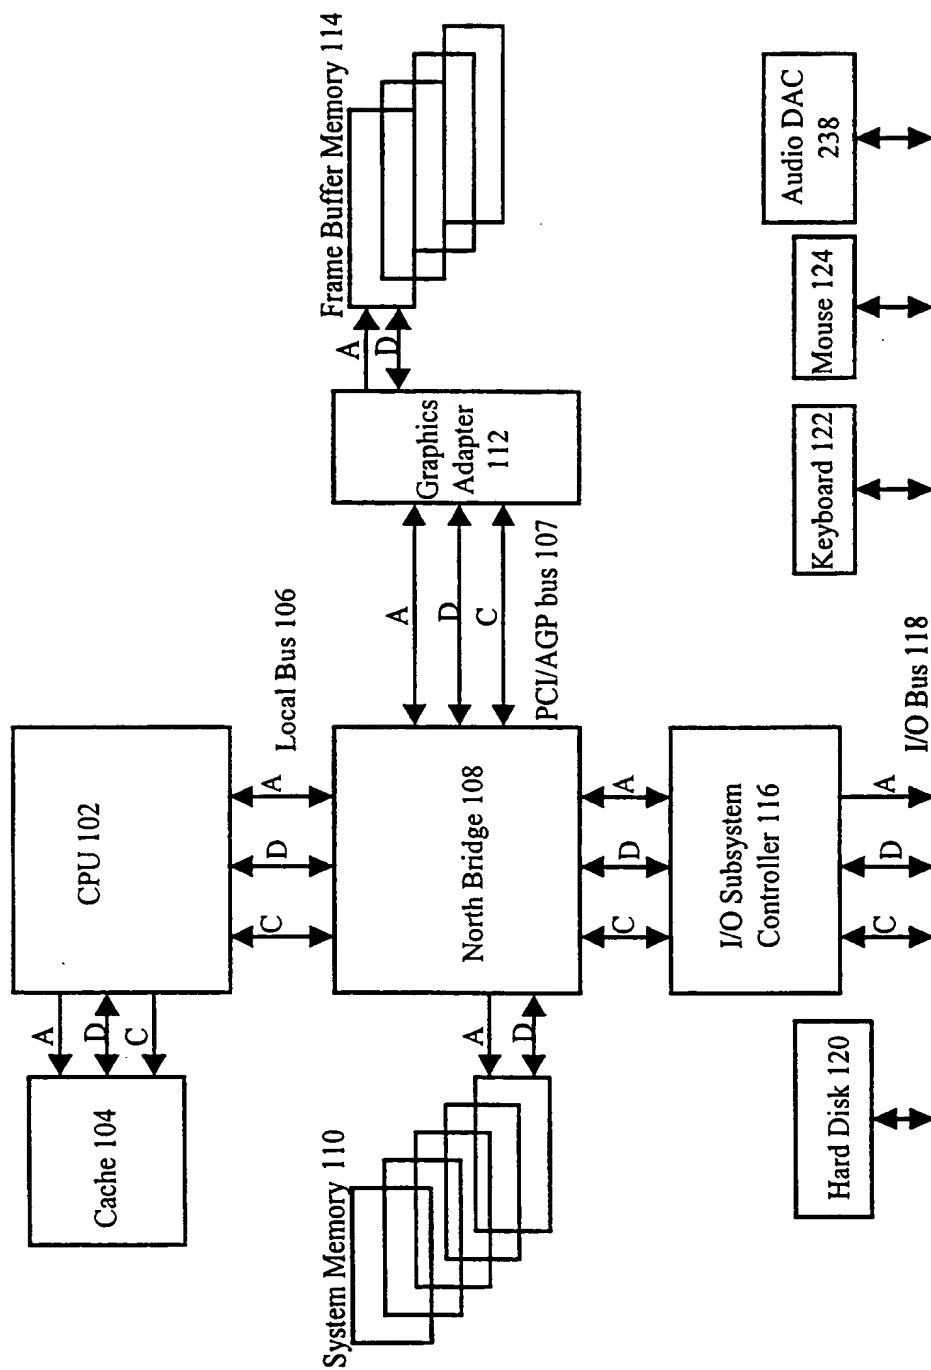 Cache 104
A
D
C
CPU 102
C
D
A
Local Bus 106
System Memory 110
A
D
North Bridge 108
A
D
C
PCI/AGP bus 107
Graphics
Adapter
112
A
D
Frame Buffer Memory 114
C
D
A
I/O Subsystem
Controller 116
C
D
A
I/O Bus 118
Hard Disk 120
Keyboard 122
Mouse 124
Audio DAC
238